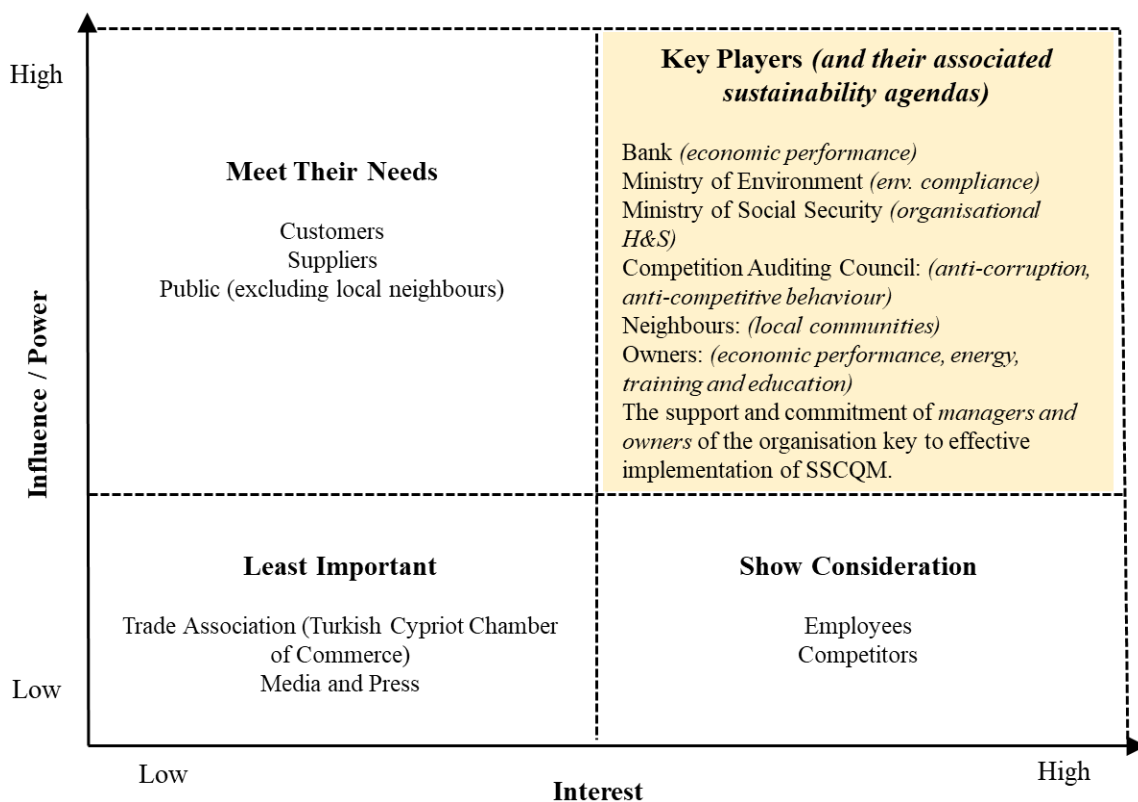 High
Key Players (and their associated
sustainability agendas)
Bank (economic performance)
Ministry of Environment (env. compliance)
Ministry of Social Security (organisational
H&S)
Competition Auditing Council: (anti-corruption,
anti-competitive behaviour)
Neighbours: (local communities)
Owners: (economic performance, energy,
training and education)
The support and commitment of managers and
owners of the organisation key to effective
implementation of SSCQM.
Meet Their Needs
Customers
Suppliers
Public (excluding local neighbours)
Influence / Power
Least Important
Trade Association (Turkish Cypriot Chamber
of Commerce)
Media and Press
Show Consideration
Employees
Competitors
Low
Low
Interest
High